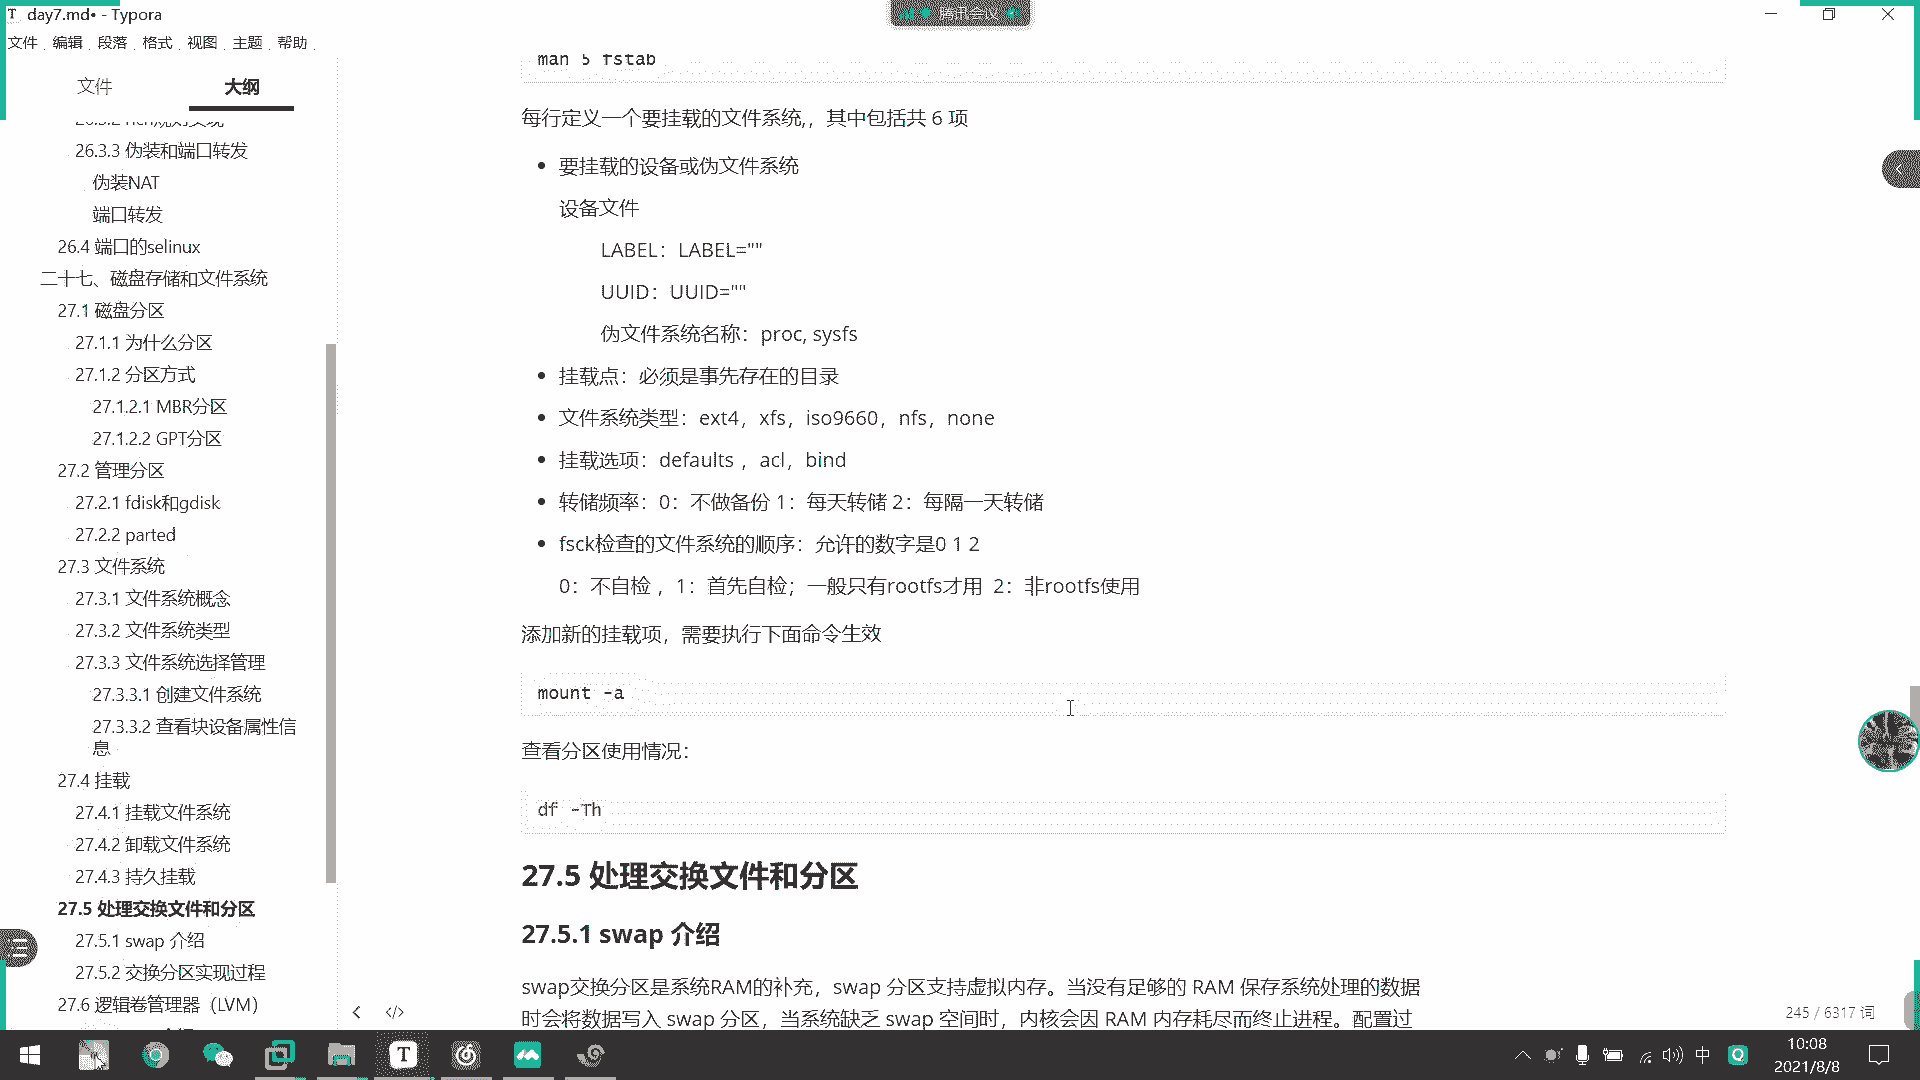 day7.md• - Typora
腾讯会议
文件 编辑 段落 格式 视图 主题 帮助
文件
大纲
26.3.3 伪装和端口转发
伪装NAT
端口转发
26.4 端口的selinux
二十七、磁盘存储和文件系统
27.1 磁盘分区
27.1.1 为什么分区
27.1.2 分区方式
27.1.2.1 MBR分区
27.1.2.2 GPT分区
27.2 管理分区
27.2.1 fdisk和gdisk
27.2.2 parted
27.3 文件系统
27.3.1 文件系统概念
27.3.2 文件系统类型
27.3.3 文件系统选择管理
27.3.3.1 创建文件系统
27.3.3.2 查看块设备属性信
息
27.4 挂载
27.4.1 挂载文件系统
27.4.2 卸载文件系统
27.4.3 持久挂载
27.5 处理交换文件和分区
27.5.1 swap 介绍
27.5.2 交换分区实现过程
27.6 逻辑卷管理器（LVM）
man 5 fstab
每行定义一个要挂载的文件系统,，其中包括共 6 项
要挂载的设备或伪文件系统
设备文件
LABEL：LABEL=""
UUID：UUID=""
伪文件系统名称：proc, sysfs
挂载点：必须是事先存在的目录
文件系统类型：ext4，xfs，iso9660，nfs，none
挂载选项：defaults ，acl，bind
转储频率：0：不做备份 1：每天转储 2：每隔一天转储
fsck检查的文件系统的顺序：允许的数字是0 1 2
0：不自检 ，1：首先自检；一般只有rootfs才用 2：非rootfs使用
添加新的挂载项，需要执行下面命令生效
mount -a
查看分区使用情况：
df -Th
27.5 处理交换文件和分区
27.5.1 swap 介绍
swap交换分区是系统RAM的补充，swap 分区支持虚拟内存。当没有足够的 RAM 保存系统处理的数据
时会将数据写入 swap 分区，当系统缺乏 swap 空间时，内核会因 RAM 内存耗尽而终止进程。配置过
245 / 6317 词
中
10:08
2021/8/8